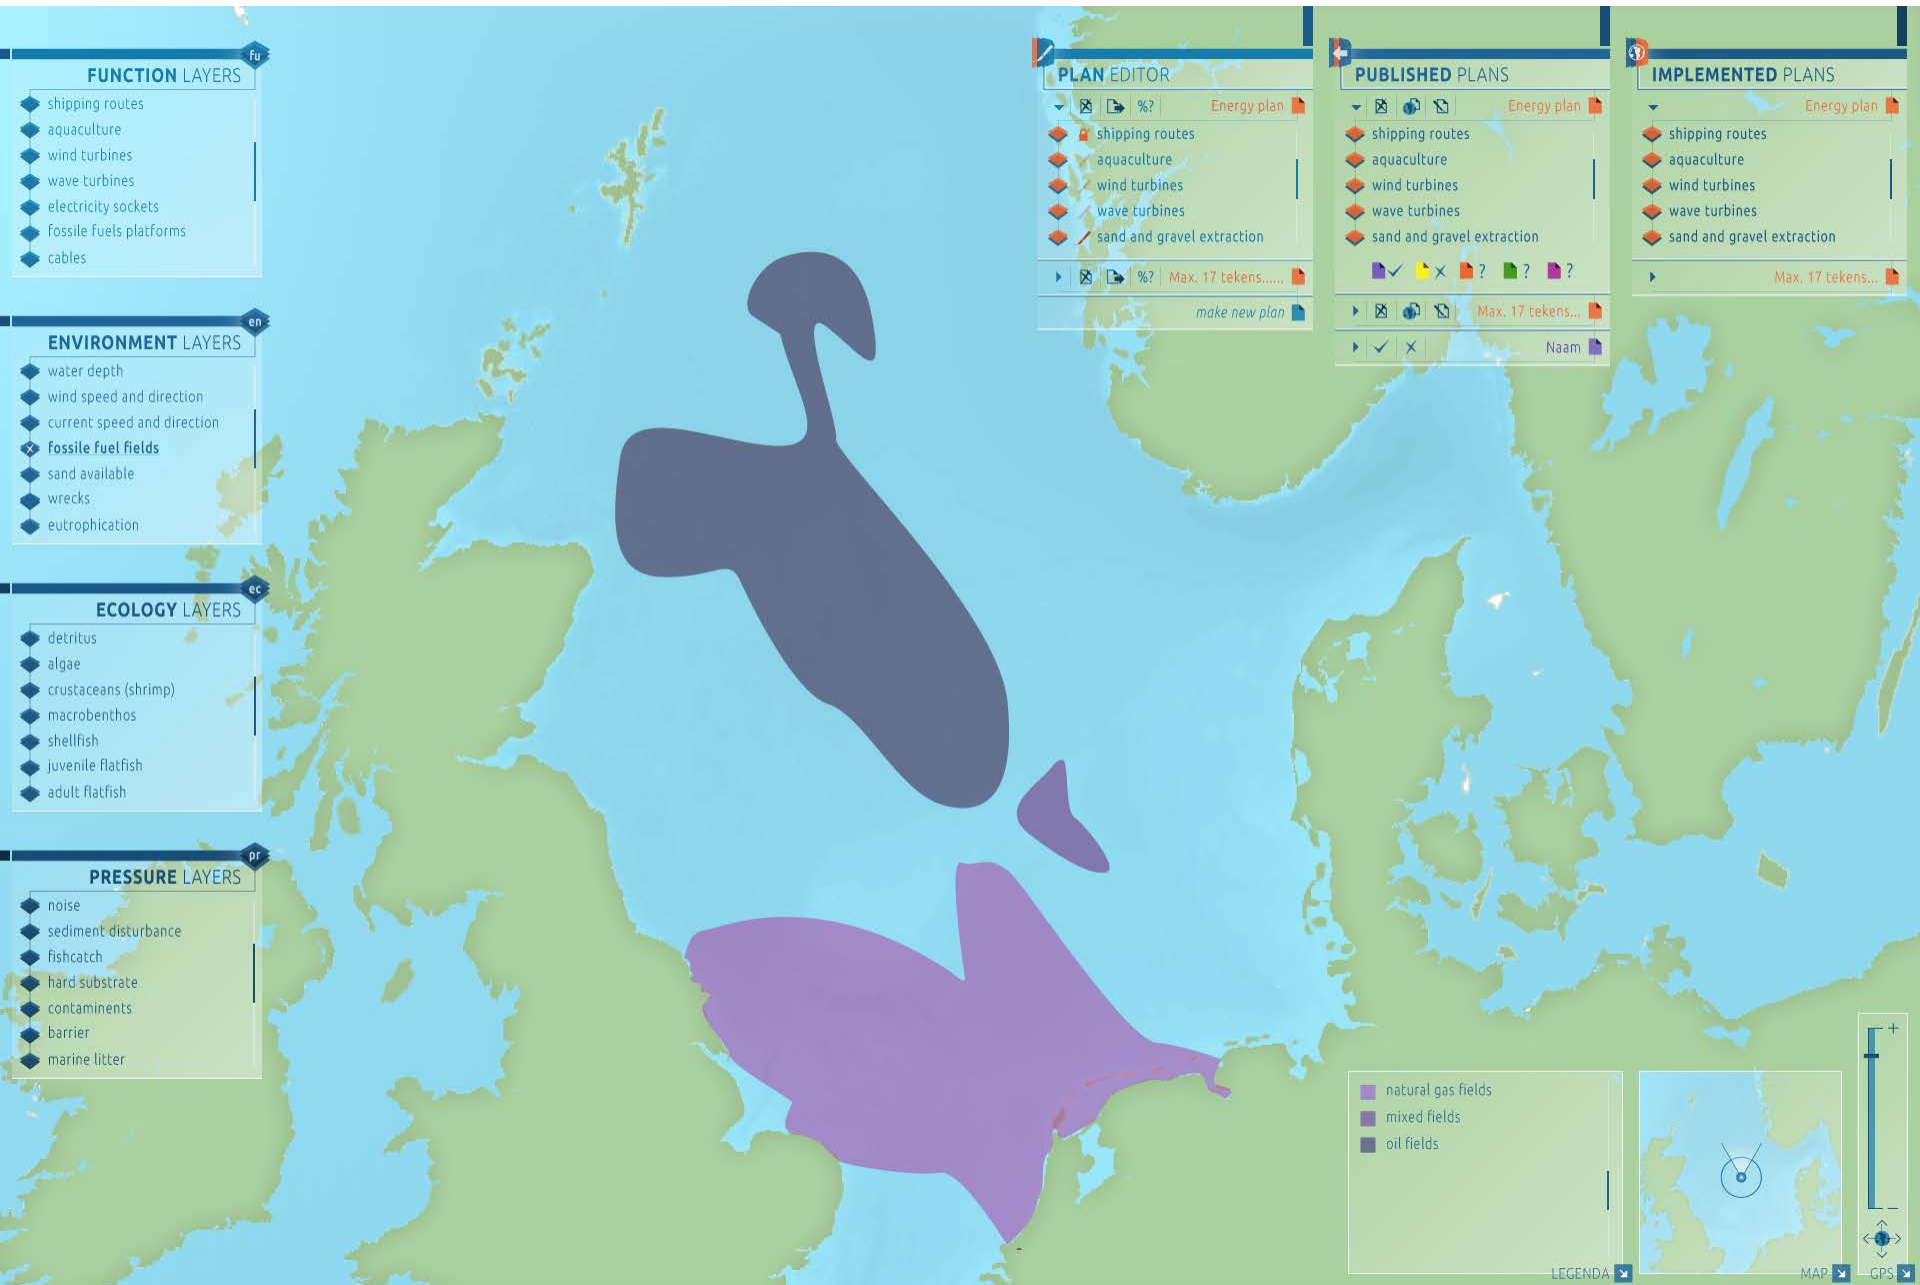 fu
FUNCTION LAYERS
shipping routes
aquaculture
wind turbines
wave turbines
electricity sockets
fossile fuels platforms
cables
en
ENVIRONMENT LAYERS
water depth
wind speed and direction
current speed and direction
fossile fuel fields
sand available
wrecks
eutrophication
ec
ECOLOGY LAYERS
detritus
algae
crustaceans (shrimp)
macrobenthos
shellfish
juvenile flatfish
adult flatfish
pr
PRESSURE LAYERS
noise
sediment disturbance
fishcatch
hard substrate
contaminents
barrier
marine litter
PLAN EDITOR
%? Energy plan
shipping routes
aquaculture
wind turbines
wave turbines
sand and gravel extraction
%? Max. 17 tekens......
make new plan
PUBLISHED PLANS
Energy plan
shipping routes
aquaculture
wind turbines
wave turbines
sand and gravel extraction
? ? ?
Max. 17 tekens...
Naam
IMPLEMENTED PLANS
Energy plan
shipping routes
aquaculture
wind turbines
wave turbines
sand and gravel extraction
Max. 17 tekens...
natural gas fields
mixed fields
oil fields
LEGENDA
MAP
+
−
GPS